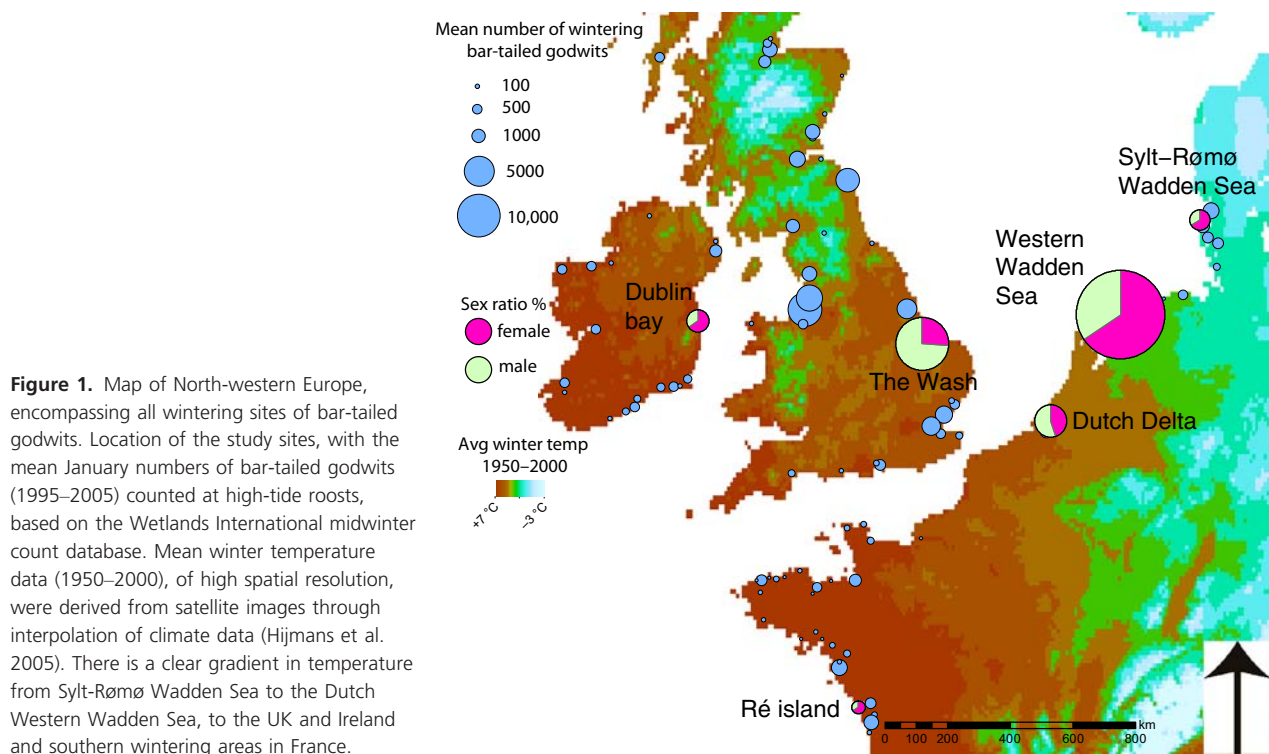 Figure 1. Map of North-western Europe,
encompassing all wintering sites of bar-tailed
godwits. Location of the study sites, with the
mean January numbers of bar-tailed godwits
(1995–2005) counted at high-tide roosts,
based on the Wetlands International midwinter
count database. Mean winter temperature
data (1950–2000), of high spatial resolution,
were derived from satellite images through
interpolation of climate data (Hijmans et al.
2005). There is a clear gradient in temperature
from Sylt-Rømø Wadden Sea to the Dutch
Western Wadden Sea, to the UK and Ireland
and southern wintering areas in France.
Mean number of wintering
bar-tailed godwits
100
500
1000
5000
10,000
Sex ratio %
female
male
Avg winter temp
1950–2000
+7 °C
–3 °C
Dublin
bay
The Wash
Western
Wadden
Sea
Sylt–Rømø
Wadden Sea
Dutch Delta
Ré island
km
0 100 200 400 600 800